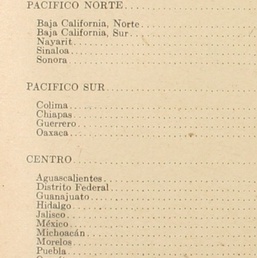 PACIFICO NORTE
Baja California, Norte
Baja California, Sur
Nayarit
Sinaloa
Sonora
PACIFICO SUR
Colima
Chiapas
Guerrero
Oaxaca
CENTRO
Aguascalientes
Distrito Federal
Guanajuato
Hidalgo
Jalisco
México
Michoacán
Morelos
Puebla